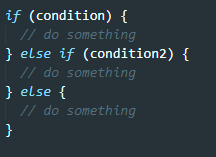 if (condition) {
  // do something
} else if (condition2) {
  // do something
} else {
  // do something
}